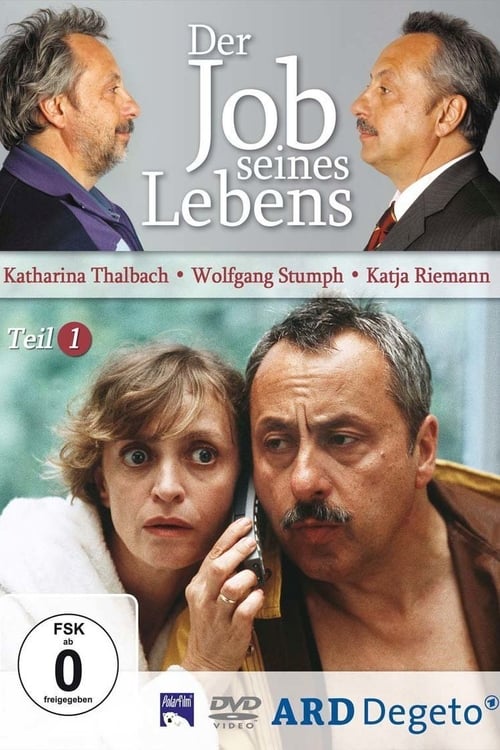 Der
Job
seines
Lebens
Katharina Thalbach • Wolfgang Stumph • Katja Riemann
Teil 1
FSK
ab
0
freigegeben
Polarfilm
DVD
VIDEO
ARD Degeto